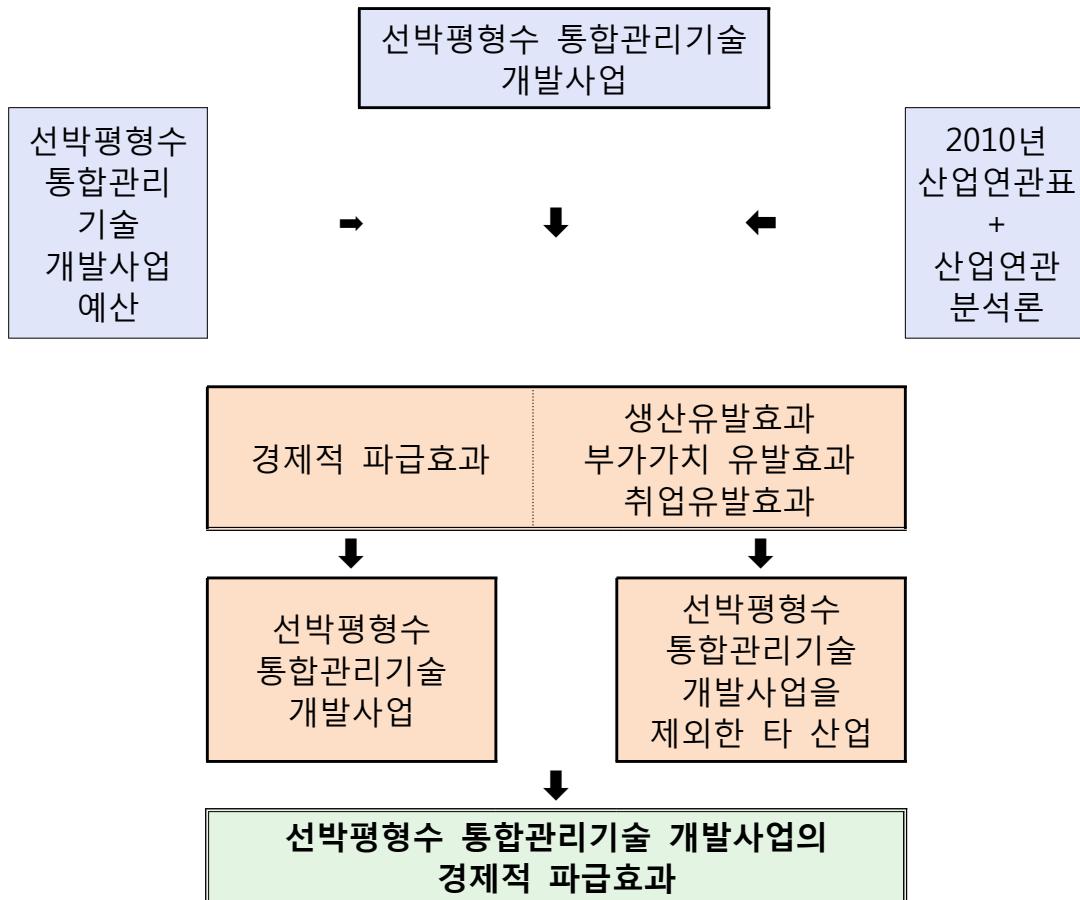 선박평형수 통합관리기술
개발사업
선박평형수
통합관리
기술
개발사업
예산
2010년
산업연관표
+
산업연관
분석론
경제적 파급효과
생산유발효과
부가가치 유발효과
취업유발효과
선박평형수
통합관리기술
개발사업
선박평형수
통합관리기술
개발사업을
제외한 타 산업
선박평형수 통합관리기술 개발사업의
경제적 파급효과